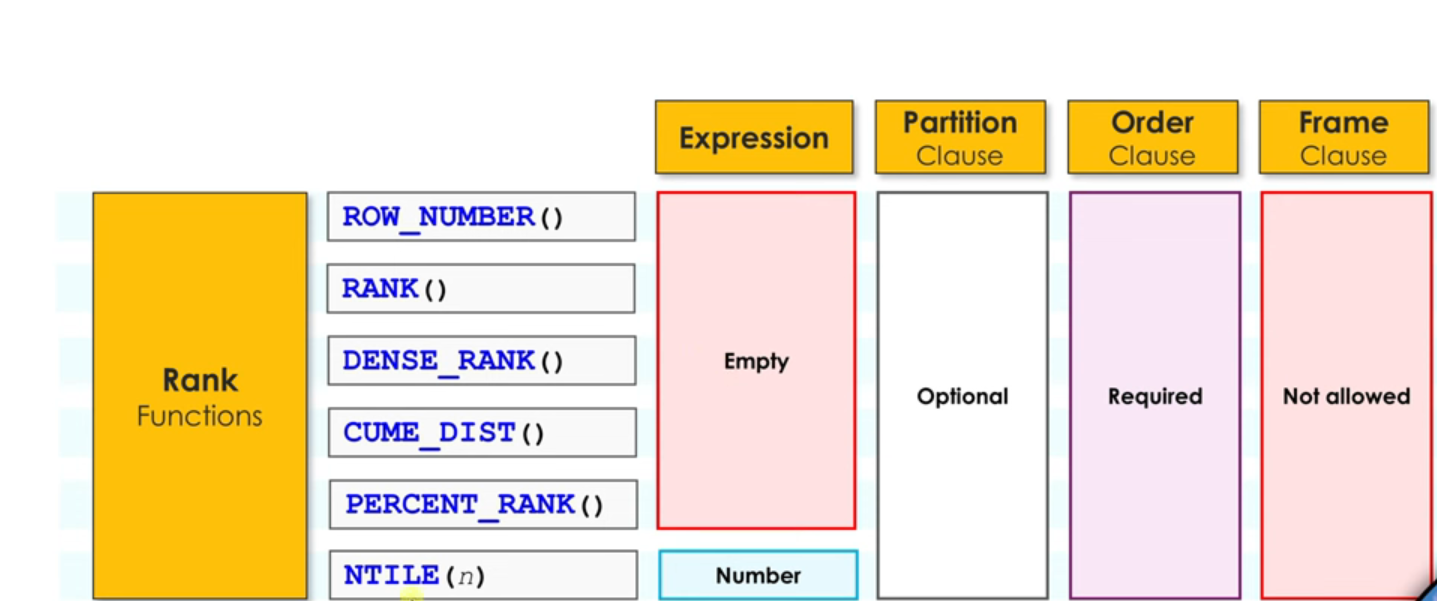 Expression
Partition
Clause
Order
Clause
Frame
Clause
Rank
Functions
ROW_NUMBER()
RANK()
DENSE_RANK()
CUME_DIST()
PERCENT_RANK()
NTILE(n)
Empty
Number
Optional
Required
Not allowed